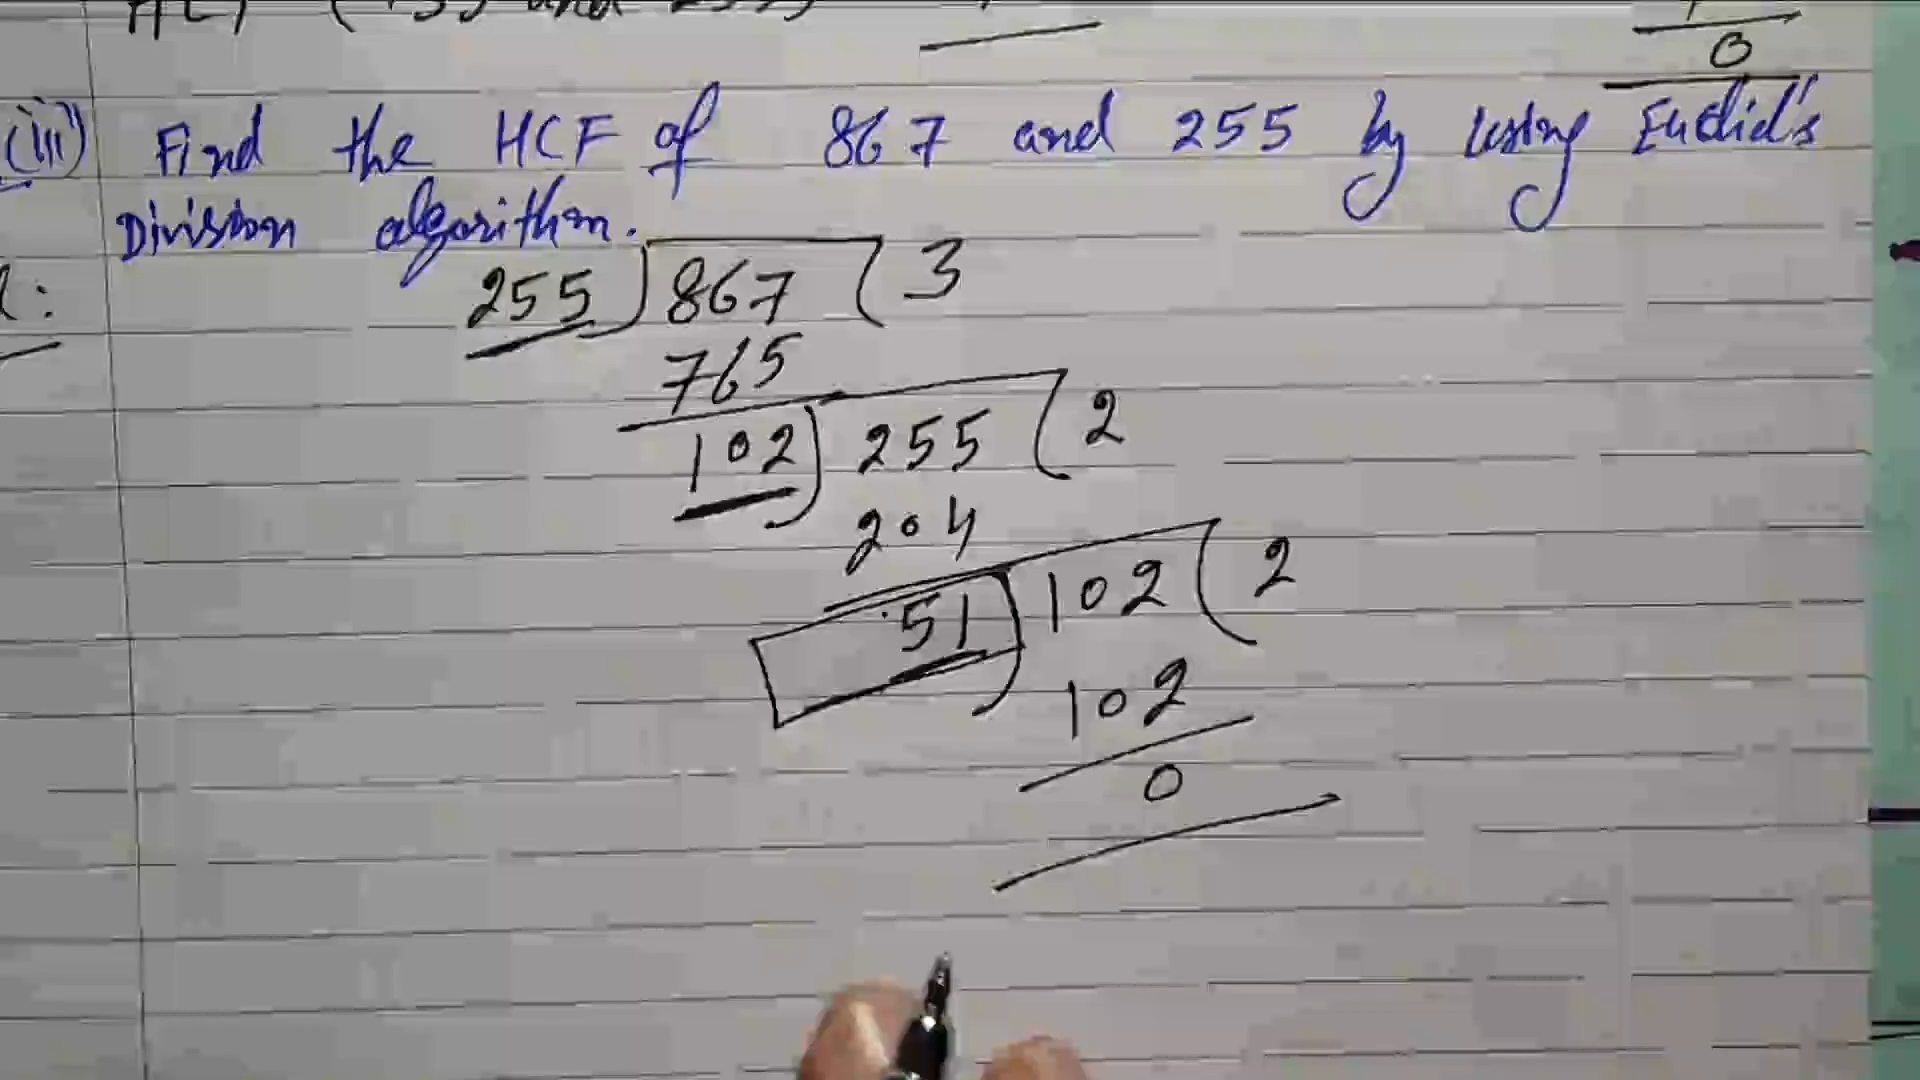 0
(iii) Find the HCF of 867 and 255 by using Euclid's
Division algorithm.
255 ) 867 ( 3
765
102 ) 255 ( 2
204
51 ) 102 ( 2
102
0